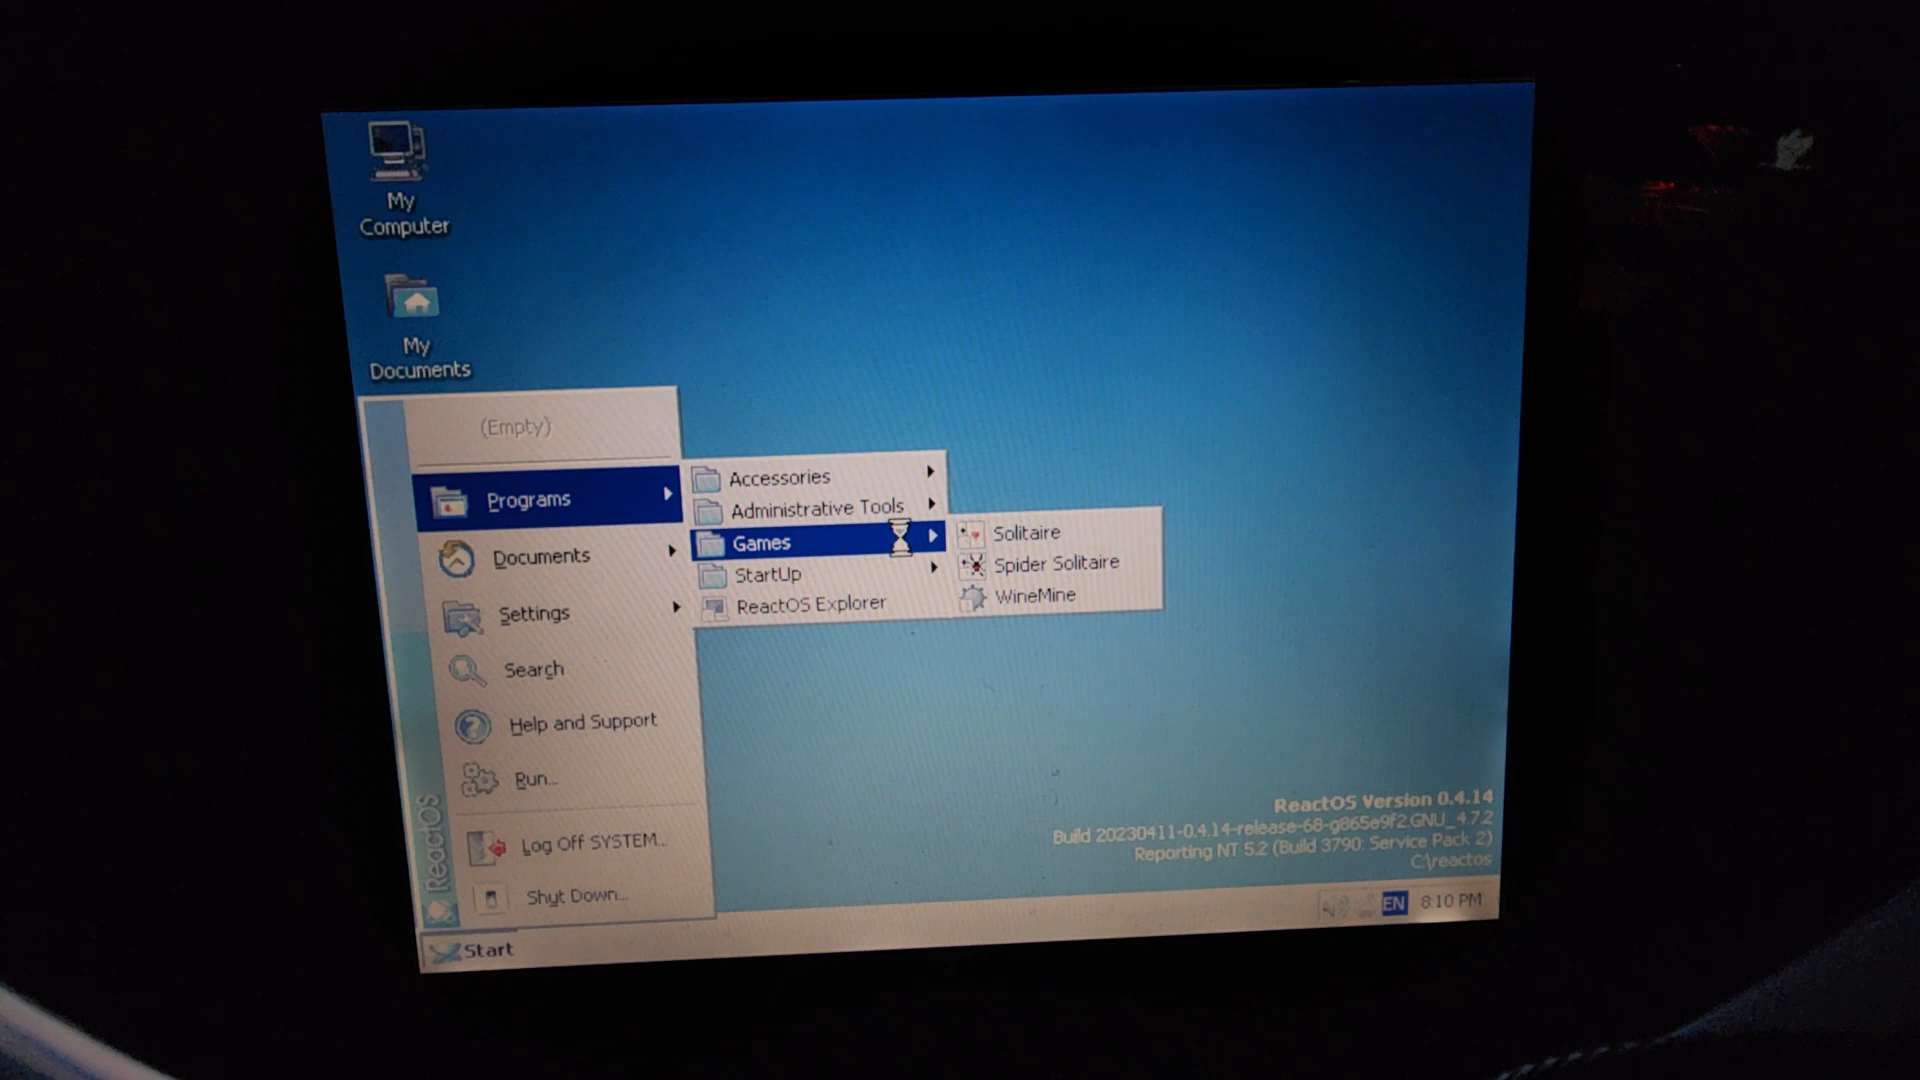 My
Computer
My
Documents
(Empty)
Programs
Documents
Settings
Search
Help and Support
Run...
Log Off SYSTEM...
Shut Down...
ReactOS
Accessories
Administrative Tools
Games
StartUp
ReactOS Explorer
Solitaire
Spider Solitaire
WineMine
ReactOS Version 0.4.14
Build 20230411-0.4.14-release-68-g865e9f2.GNU_4.7.2
Reporting NT 5.2 (Build 3790: Service Pack 2)
C:\reactos
Start
EN
8:10 PM